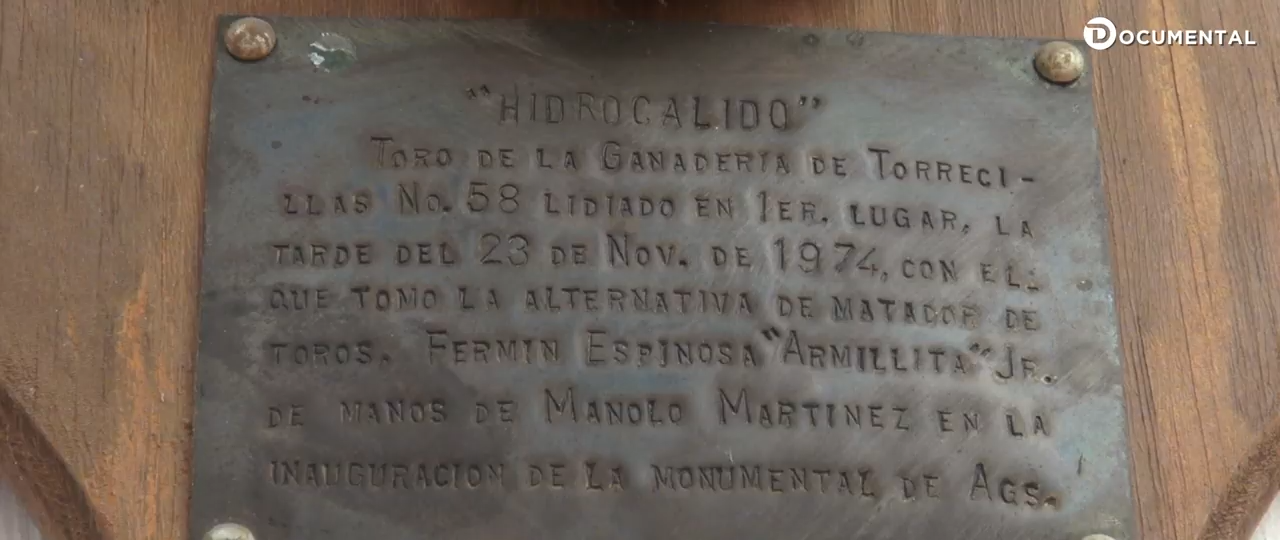 DOCUMENTAL
"HIDROCALIDO"
TORO DE LA GANADERIA DE TORRECI-
LLAS No. 58 LIDIADO EN 1ER. LUGAR, LA
TARDE DEL 23 DE NOV. DE 1974, CON EL
QUE TOMO LA ALTERNATIVA DE MATADOR DE
TOROS, FERMIN ESPINOSA "ARMILLITA" JR.
DE MANOS DE MANOLO MARTINEZ EN LA
INAUGURACION DE LA MONUMENTAL DE AGS.